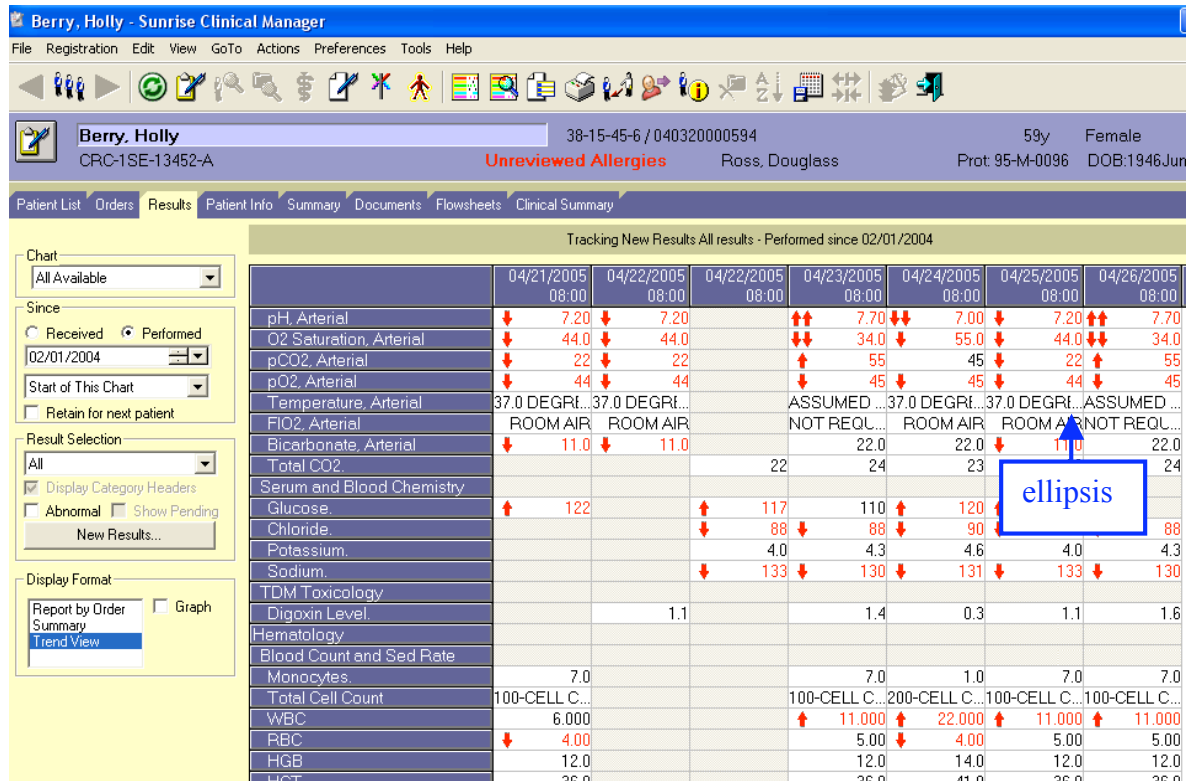 Berry, Holly - Sunrise Clinical Manager
File Registration Edit View GoTo Actions Preferences Tools Help
Berry, Holly 38-15-45-6 / 040320000594 59y Female
CRC-1SE-13452-A Unreviewed Allergies Ross, Douglass Prot: 95-M-0096 DOB:1946Jun
Patient List Orders Results Patient Info Summary Documents Flowsheets Clinical Summary
Tracking New Results All results - Performed since 02/01/2004
Chart
All Available
Since
Received Performed
02/01/2004
Start of This Chart
Retain for next patient
Result Selection
All
Display Category Headers
Abnormal Show Pending
New Results...
Display Format
Report by Order Graph
Summary
Trend View
04/21/2005 04/22/2005 04/22/2005 04/23/2005 04/24/2005 04/25/2005 04/26/2005
08:00 08:00 08:00 08:00 08:00 08:00 08:00
pH, Arterial 7.20 7.20 7.70 7.00 7.20 7.70
O2 Saturation, Arterial 44.0 44.0 34.0 55.0 44.0 34.0
pCO2, Arterial 22 22 55 45 22 55
pO2, Arterial 44 44 45 45 44 45
Temperature, Arterial 37.0 DEGRE... 37.0 DEGRE... ASSUMED ... 37.0 DEGRE... 37.0 DEGRE... ASSUMED ...
FIO2, Arterial ROOM AIR ROOM AIR NOT REQU... ROOM AIR ROOM AIR NOT REQU...
Bicarbonate, Arterial 11.0 11.0 22.0 22.0 22.0
Total CO2. 22 24 23 24
Serum and Blood Chemistry
Glucose. 122 117 110 120
Chloride. 88 88 90 88
Potassium. 4.0 4.3 4.6 4.0 4.3
Sodium. 133 130 131 133 130
TDM Toxicology
Digoxin Level. 1.1 1.4 0.3 1.1 1.6
Hematology
Blood Count and Sed Rate
Monocytes. 7.0 7.0 1.0 7.0 7.0
Total Cell Count 100-CELL C... 100-CELL C... 200-CELL C... 100-CELL C... 100-CELL C...
WBC 6.000 11.000 22.000 11.000 11.000
RBC 4.00 5.00 4.00 5.00 5.00
HGB 12.0 12.0 14.0 12.0 12.0
ellipsis